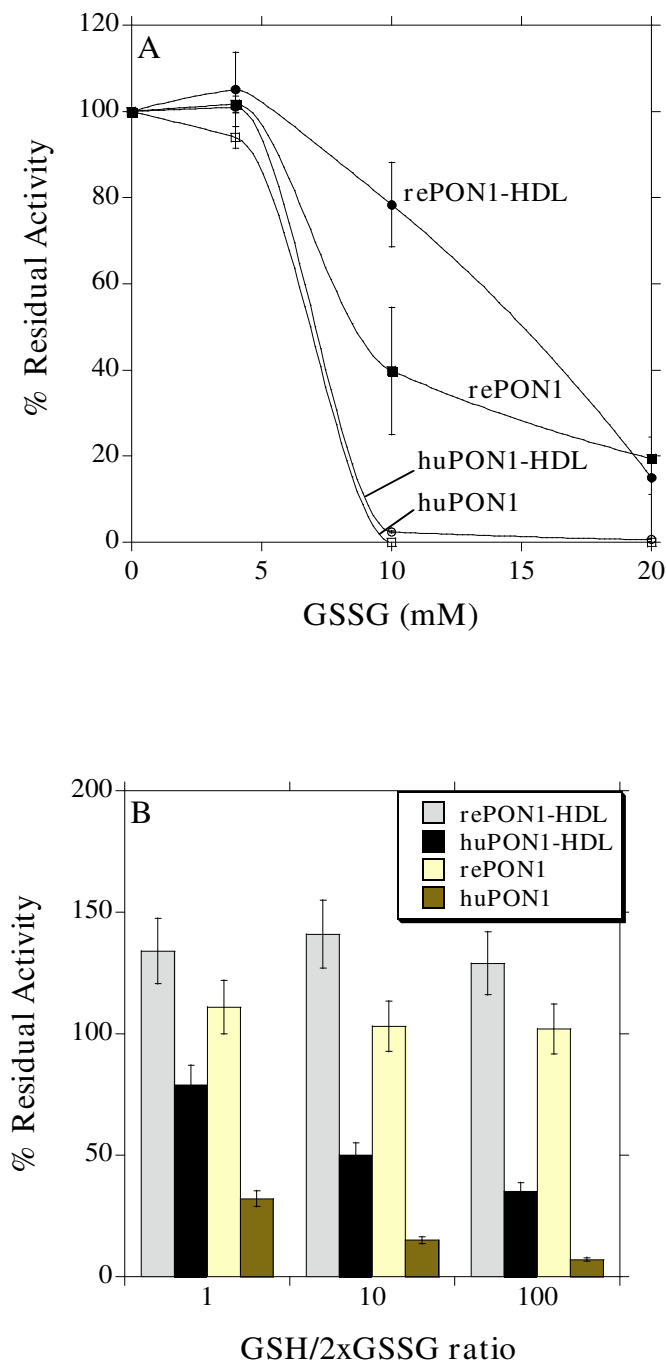 A
120
100
80
60
40
20
0
% Residual Activity
rePON1-HDL
rePON1
huPON1-HDL
huPON1
0
5
10
15
20
GSSG (mM)
B
200
150
100
50
0
% Residual Activity
rePON1-HDL
huPON1-HDL
rePON1
huPON1
1
10
100
GSH/2xGSSG ratio